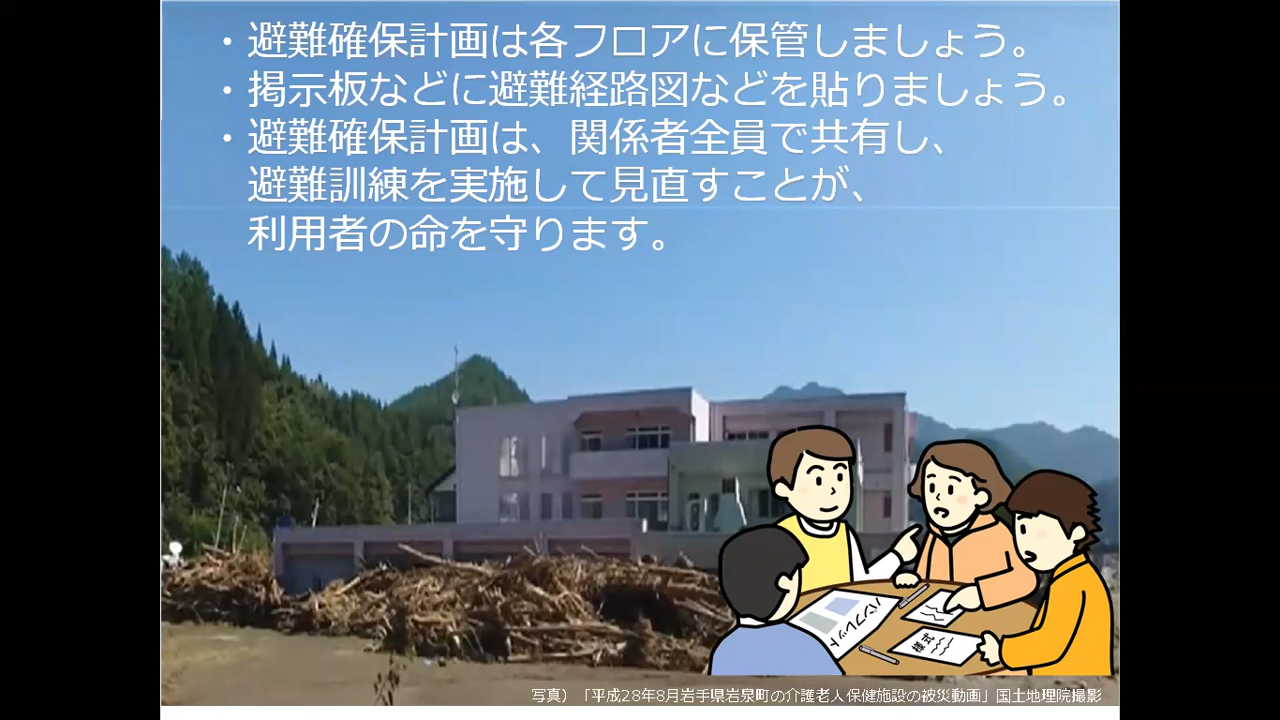 ・避難確保計画は各フロアに保管しましょう。
・掲示板などに避難経路図などを貼りましょう。
・避難確保計画は、関係者全員で共有し、
避難訓練を実施して見直すことが、
利用者の命を守ります。
パンフレット
写真）「平成28年8月岩手県岩泉町の介護老人保健施設の被災動画」国土地理院撮影